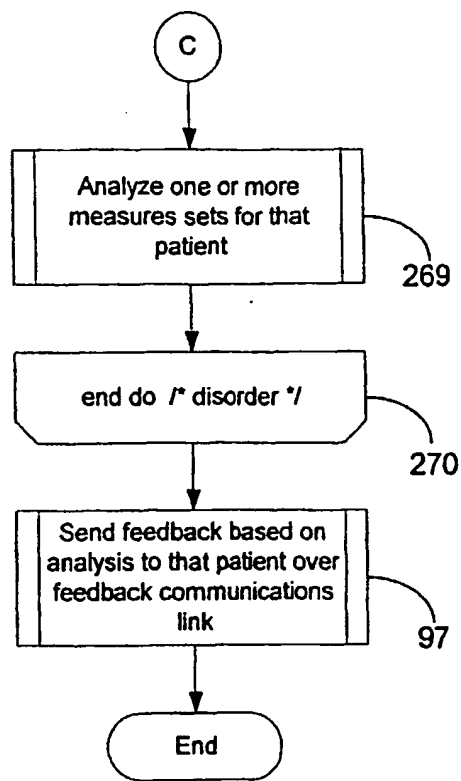 C
Analyze one or more
measures sets for that
patient
269
end do /* disorder */
270
Send feedback based on
analysis to that patient over
feedback communications
link
97
End